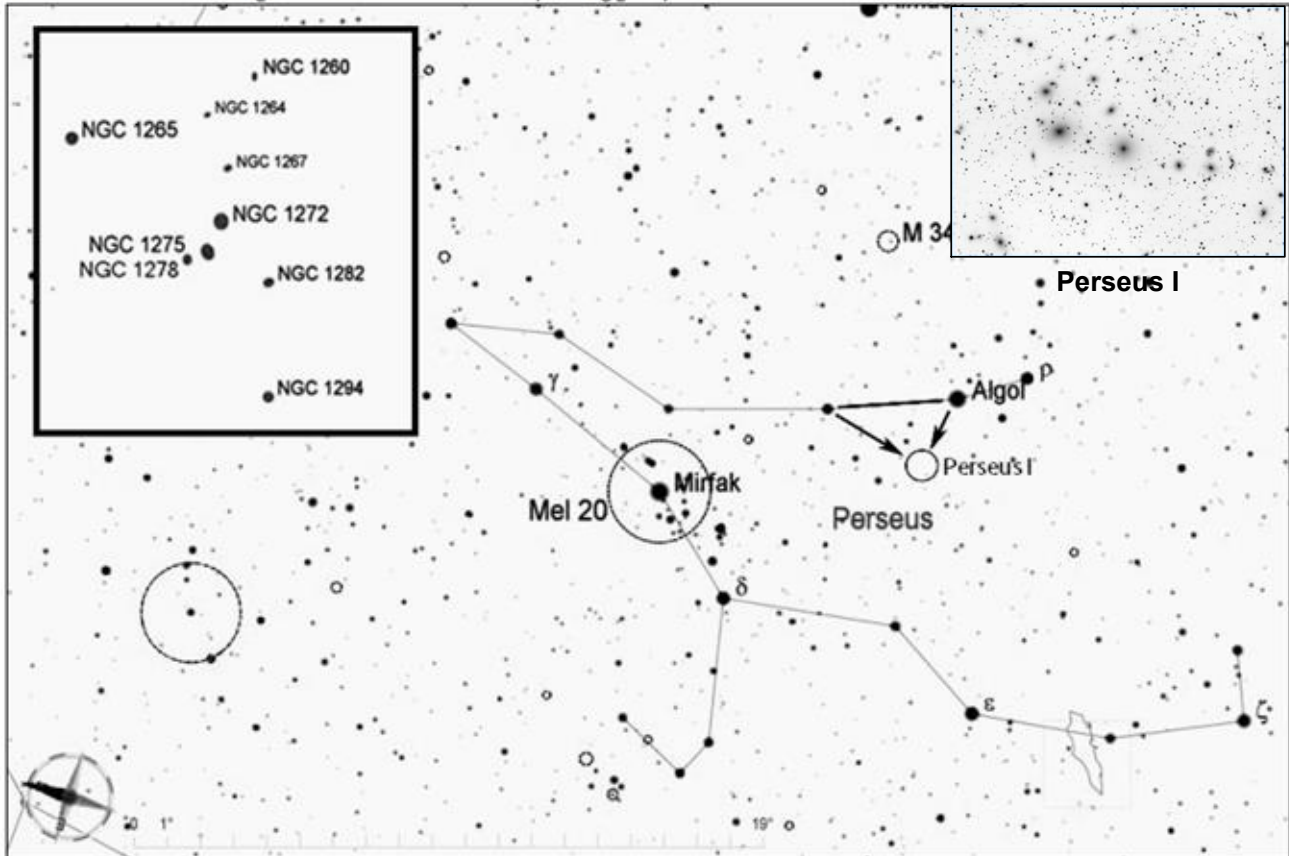 NGC 1260
NGC 1264
NGC 1265
NGC 1267
NGC 1272
NGC 1275
NGC 1278
NGC 1282
NGC 1294
M 34
Perseus I
γ
Algol
ρ
Perseus I
Mirfak
Mel 20
Perseus
δ
ε
ζ
1°
19°